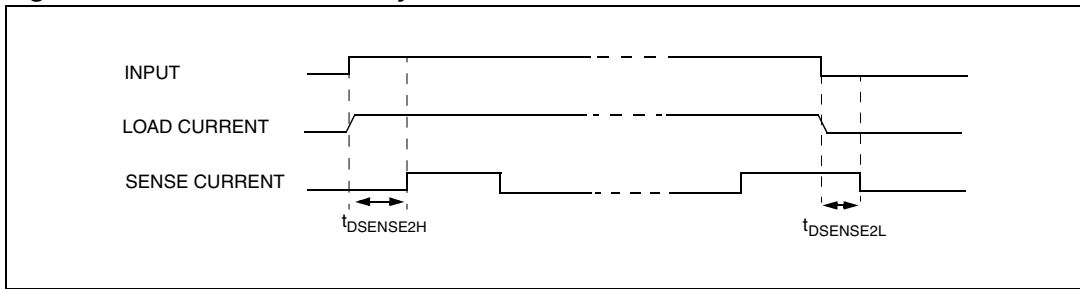 INPUT
LOAD CURRENT
SENSE CURRENT
tDSENSE2H
tDSENSE2L